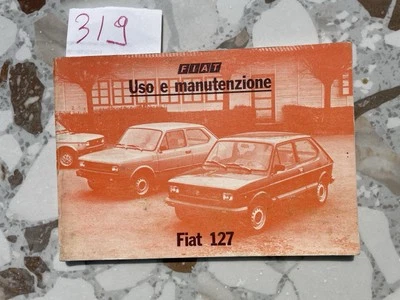 319
FIAT
Uso e manutenzione
Fiat 127